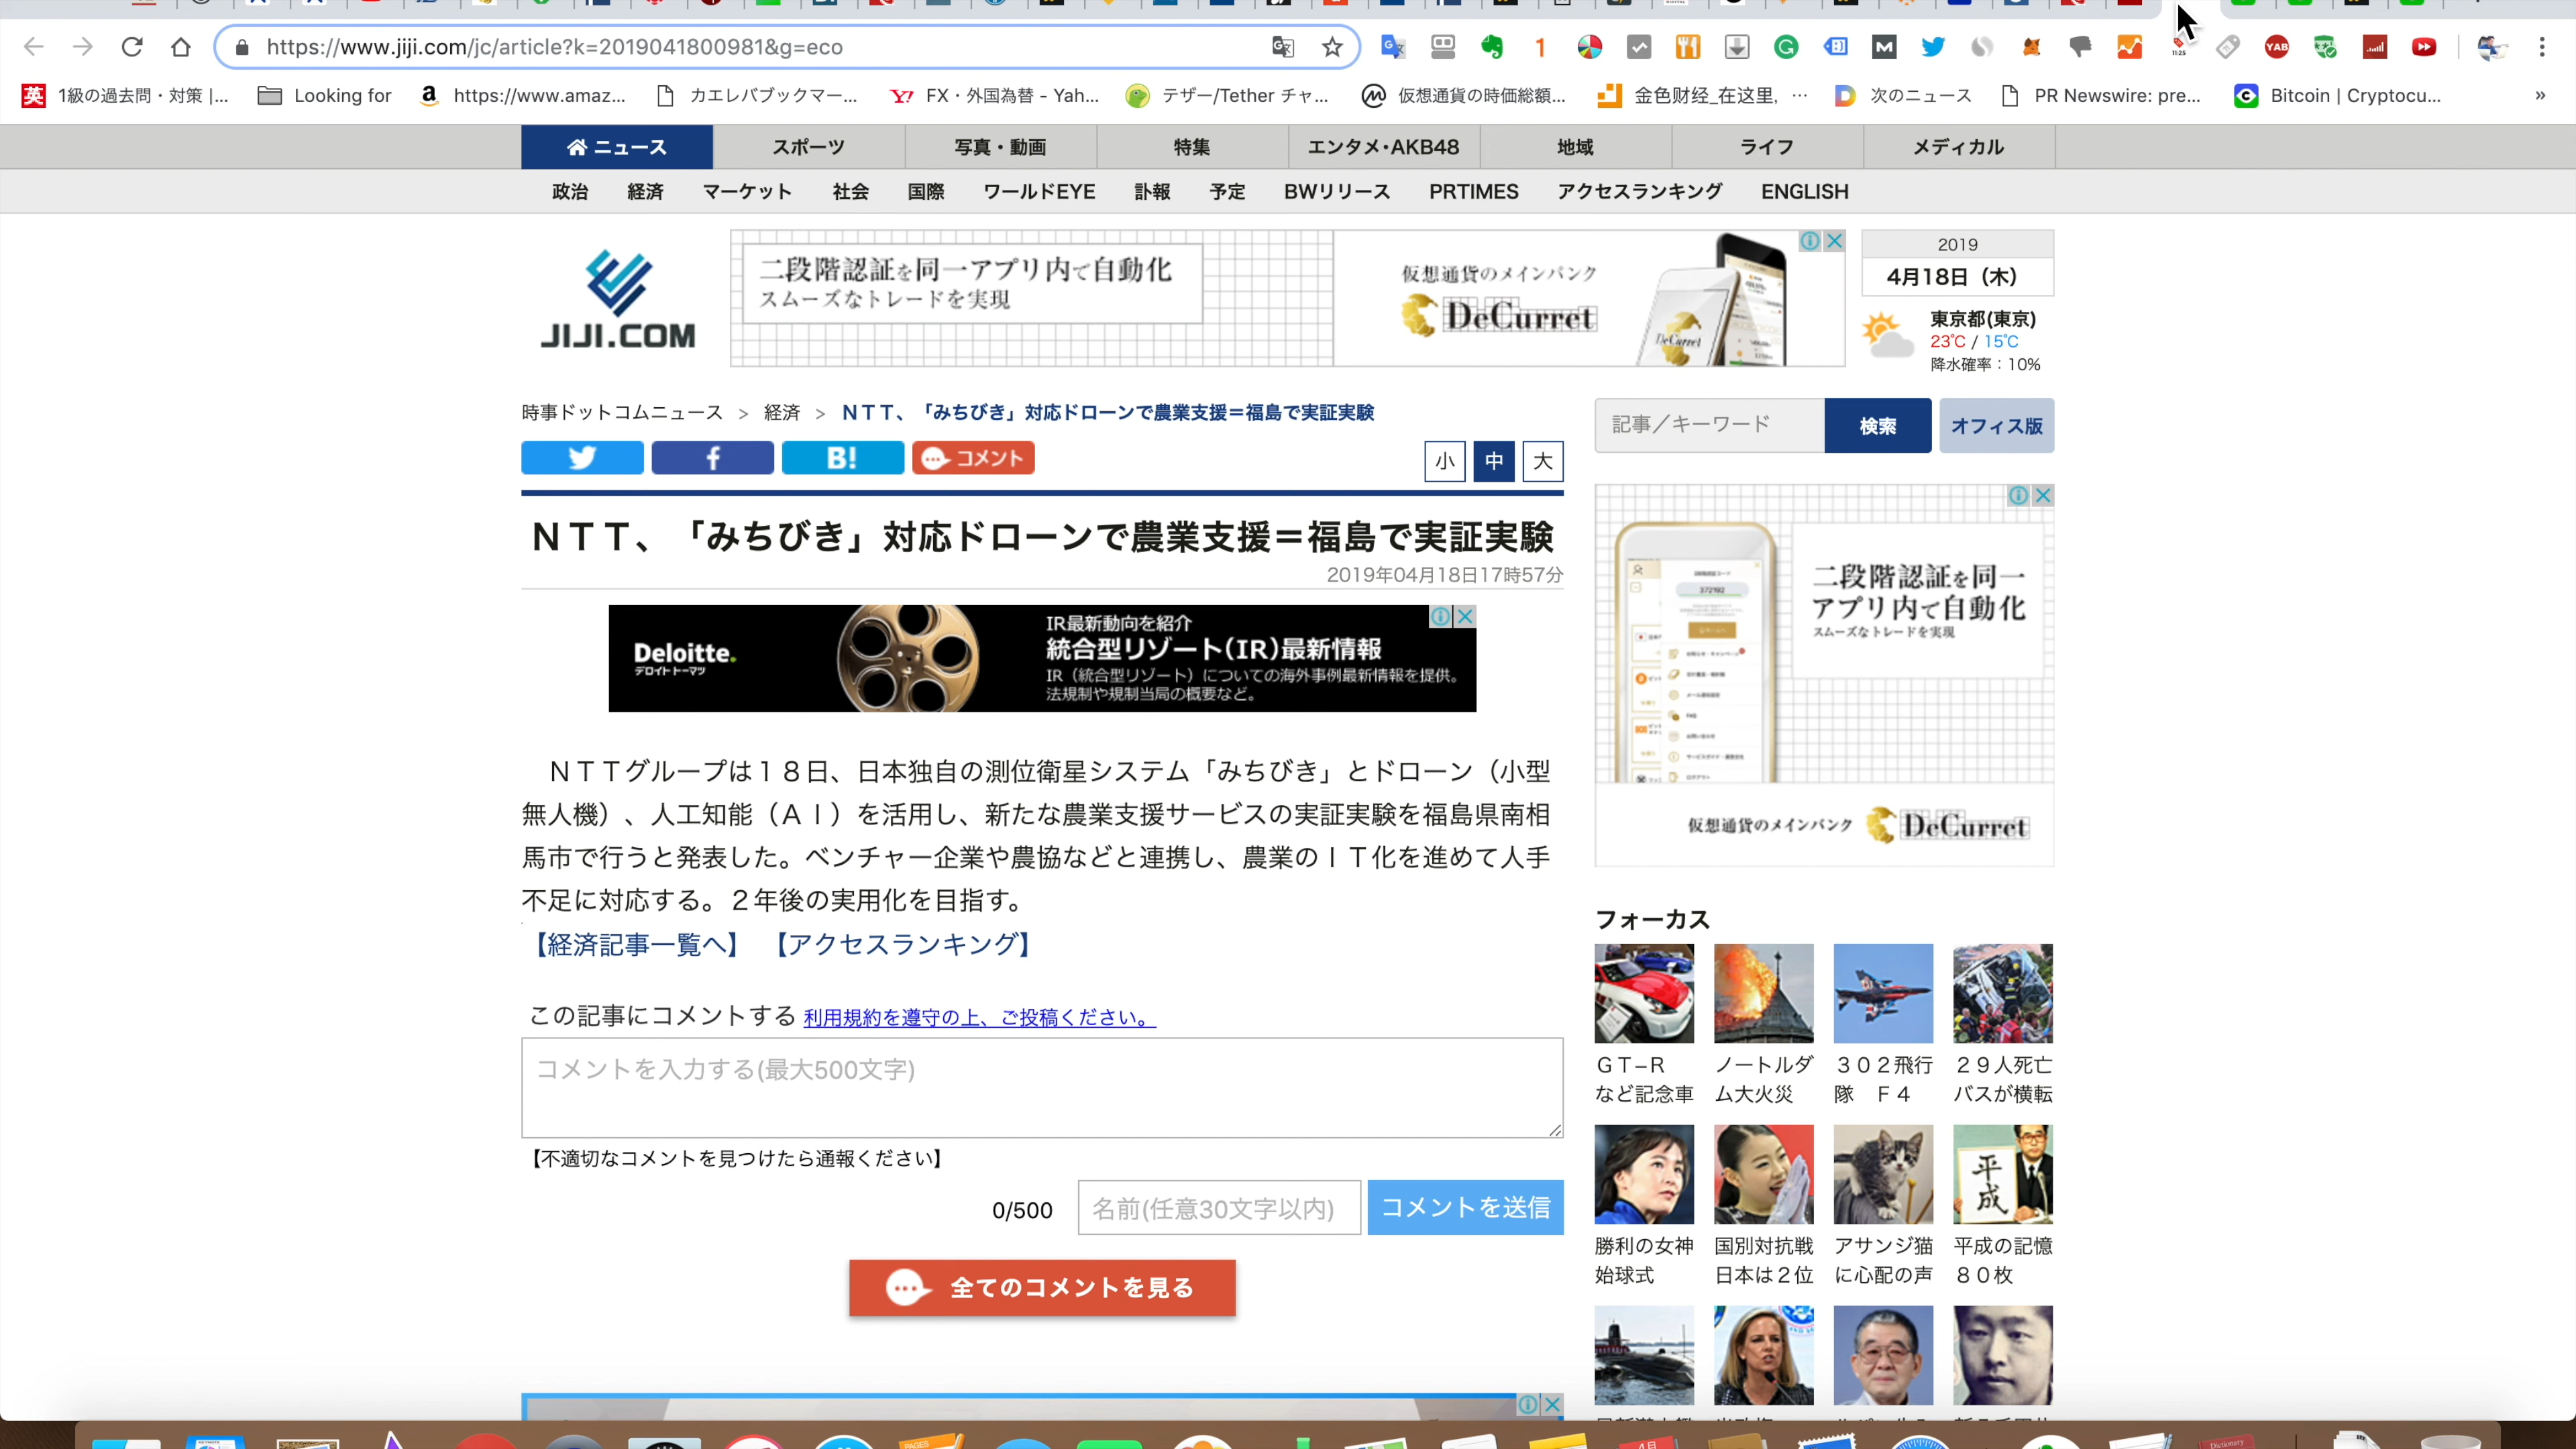 https://www.jiji.com/jc/article?k=2019041800981&g=eco
1級の過去問・対策 |...
Looking for
https://www.amaz...
カエレバブックマー...
FX・外国為替 - Yah...
テザー/Tether チャ...
仮想通貨の時価総額...
金色财经_在这里, ...
次のニュース
PR Newswire: pre...
Bitcoin | Cryptocu...
»
ニュース
スポーツ
写真・動画
特集
エンタメ・AKB48
地域
ライフ
メディカル
政治 経済 マーケット 社会 国際 ワールドEYE 訃報 予定 BWリリース PRTIMES アクセスランキング ENGLISH
JIJI.COM
二段階認証を同一アプリ内で自動化
スムーズなトレードを実現
仮想通貨のメインバンク
DeCurret
2019
4月18日（木）
東京都(東京)
23℃ / 15℃
降水確率：10%
時事ドットコムニュース > 経済 > ＮＴＴ、「みちびき」対応ドローンで農業支援＝福島で実証実験
B!
コメント
小 中 大
記事／キーワード
検索
オフィス版
ＮＴＴ、「みちびき」対応ドローンで農業支援＝福島で実証実験
2019年04月18日17時57分
Deloitte.
デロイト トーマツ
IR最新動向を紹介
統合型リゾート(IR)最新情報
IR（統合型リゾート）についての海外事例最新情報を提供。
法規制や規制当局の概要など。
　ＮＴＴグループは１８日、日本独自の測位衛星システム「みちびき」とドローン（小型
無人機）、人工知能（ＡＩ）を活用し、新たな農業支援サービスの実証実験を福島県南相
馬市で行うと発表した。ベンチャー企業や農協などと連携し、農業のＩＴ化を進めて人手
不足に対応する。２年後の実用化を目指す。
【経済記事一覧へ】 【アクセスランキング】
この記事にコメントする 利用規約を遵守の上、ご投稿ください。
コメントを入力する(最大500文字)
【不適切なコメントを見つけたら通報ください】
0/500
名前(任意30文字以内)
コメントを送信
全てのコメントを見る
372192
二段階認証を同一
アプリ内で自動化
スムーズなトレードを実現
仮想通貨のメインバンク
DeCurret
フォーカス
ＧＴ−Ｒ
など記念車
ノートルダ
ム大火災
３０２飛行
隊　Ｆ４
２９人死亡
バスが横転
平成
勝利の女神
始球式
国別対抗戦
日本は２位
アサンジ猫
に心配の声
平成の記憶
８０枚